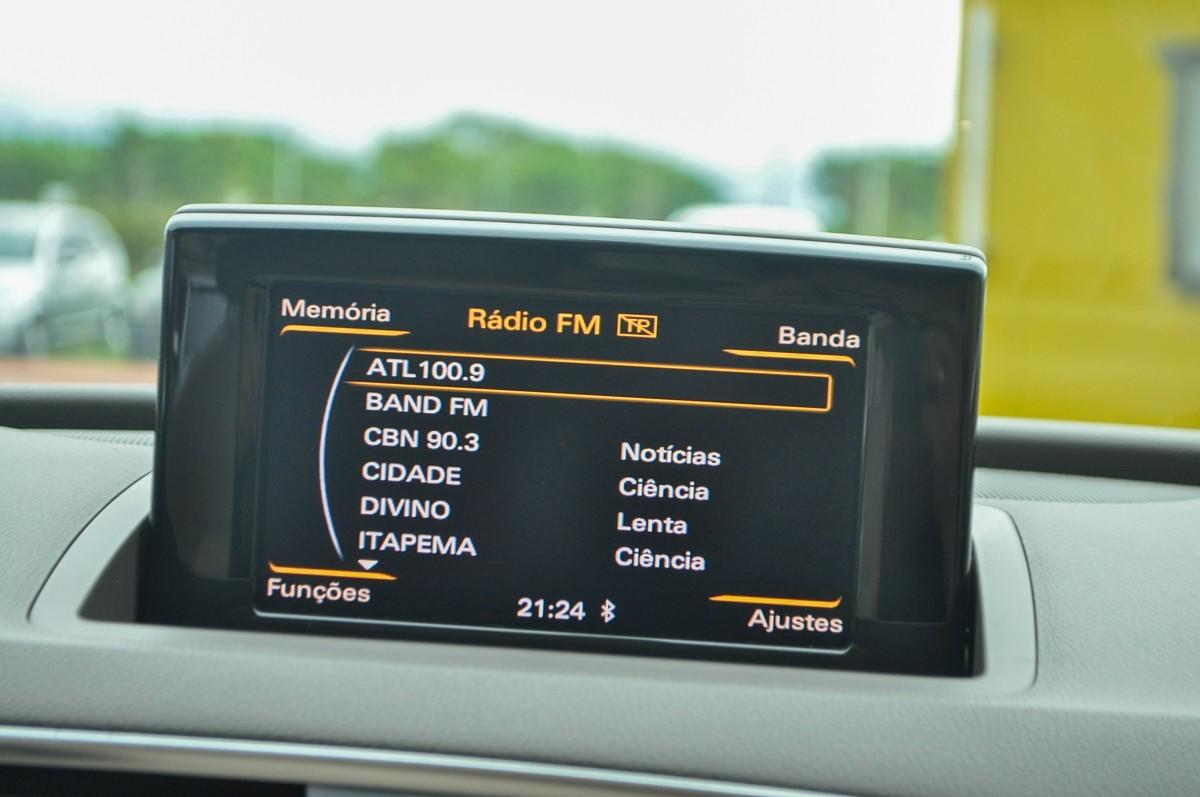 Memória
Rádio FM TR
Banda
ATL100.9
BAND FM
CBN 90.3 Notícias
CIDADE Ciência
DIVINO Lenta
ITAPEMA Ciência
Funções
21:24
Ajustes